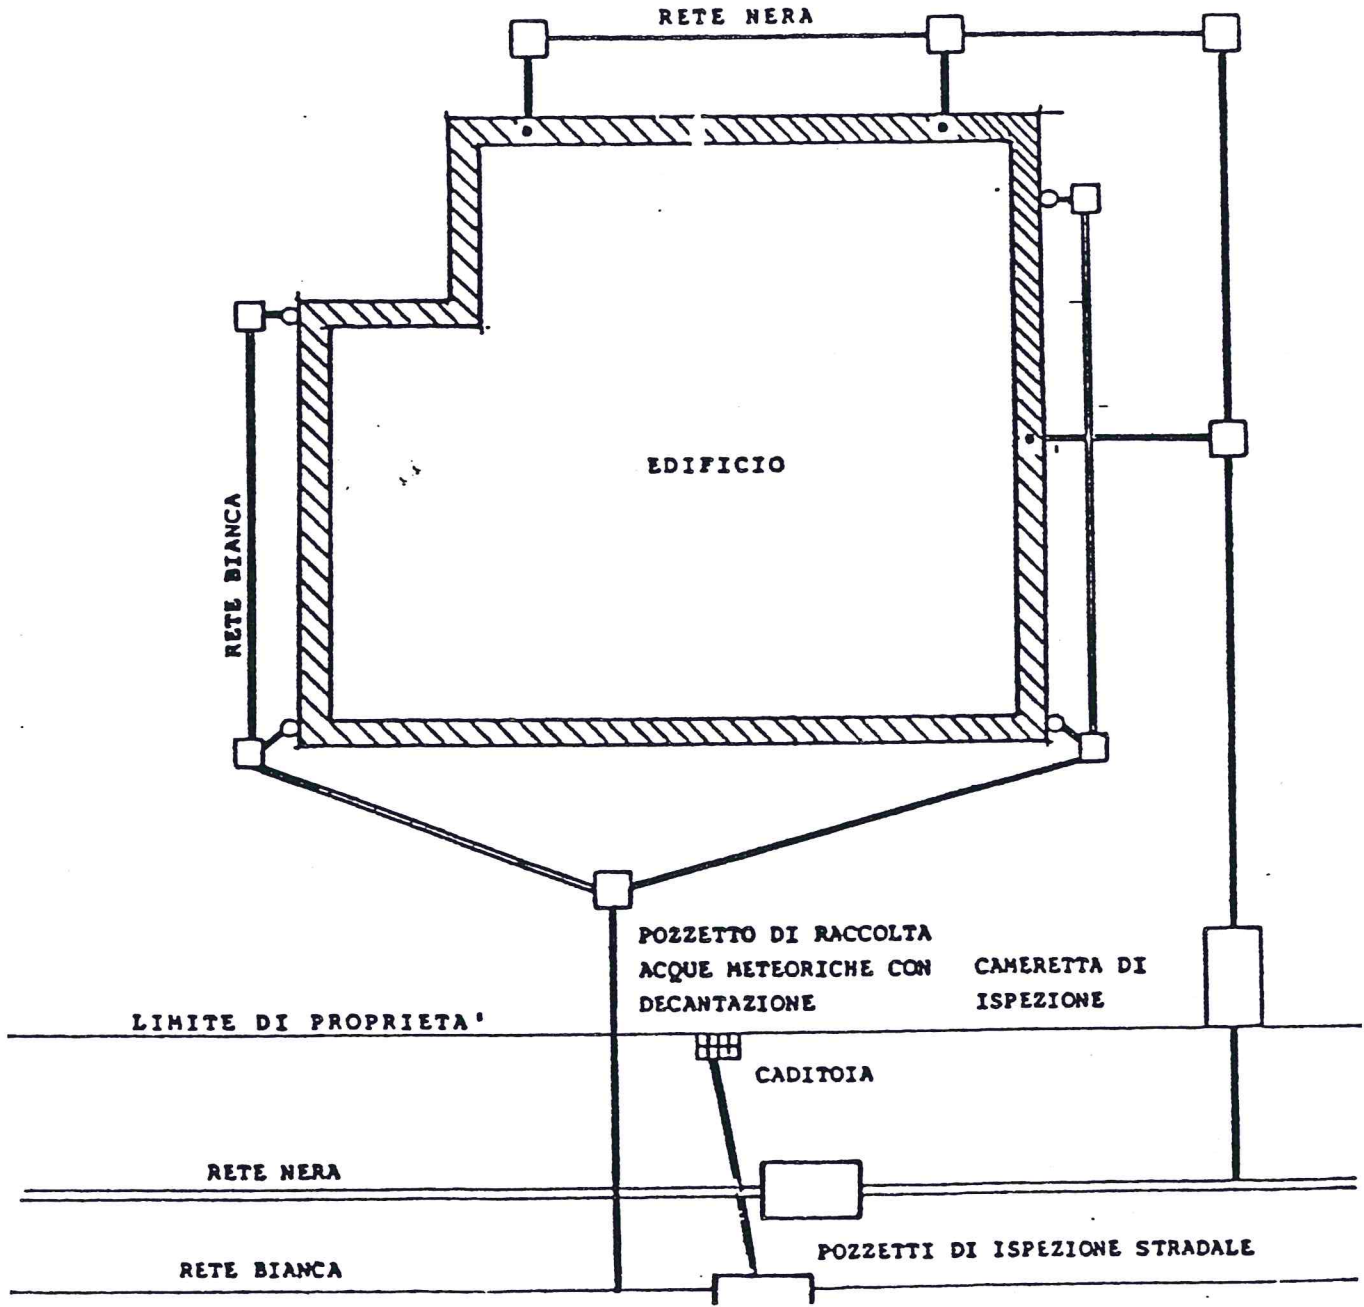 RETE NERA
EDIFICIO
RETE BIANCA
POZZETTO DI RACCOLTA
ACQUE METEORICHE CON
DECANTAZIONE
CAMERETTA DI
ISPEZIONE
LIMITE DI PROPRIETA'
CADITOIA
RETE NERA
POZZETTI DI ISPEZIONE STRADALE
RETE BIANCA